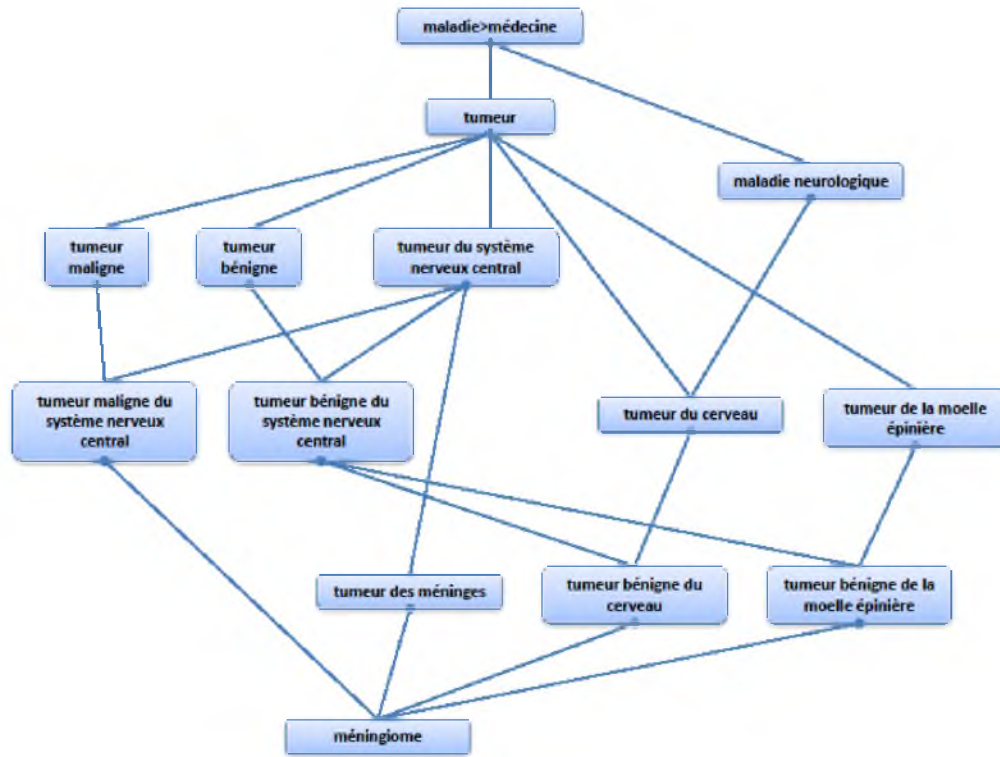 maladie>médecine
tumeur
maladie neurologique
tumeur
maligne
tumeur
bénigne
tumeur du système
nerveux central
tumeur maligne du
système nerveux
central
tumeur bénigne du
système nerveux
central
tumeur du cerveau
tumeur de la moelle
épinière
tumeur des méninges
tumeur bénigne du
cerveau
tumeur bénigne de la
moelle épinière
méningiome